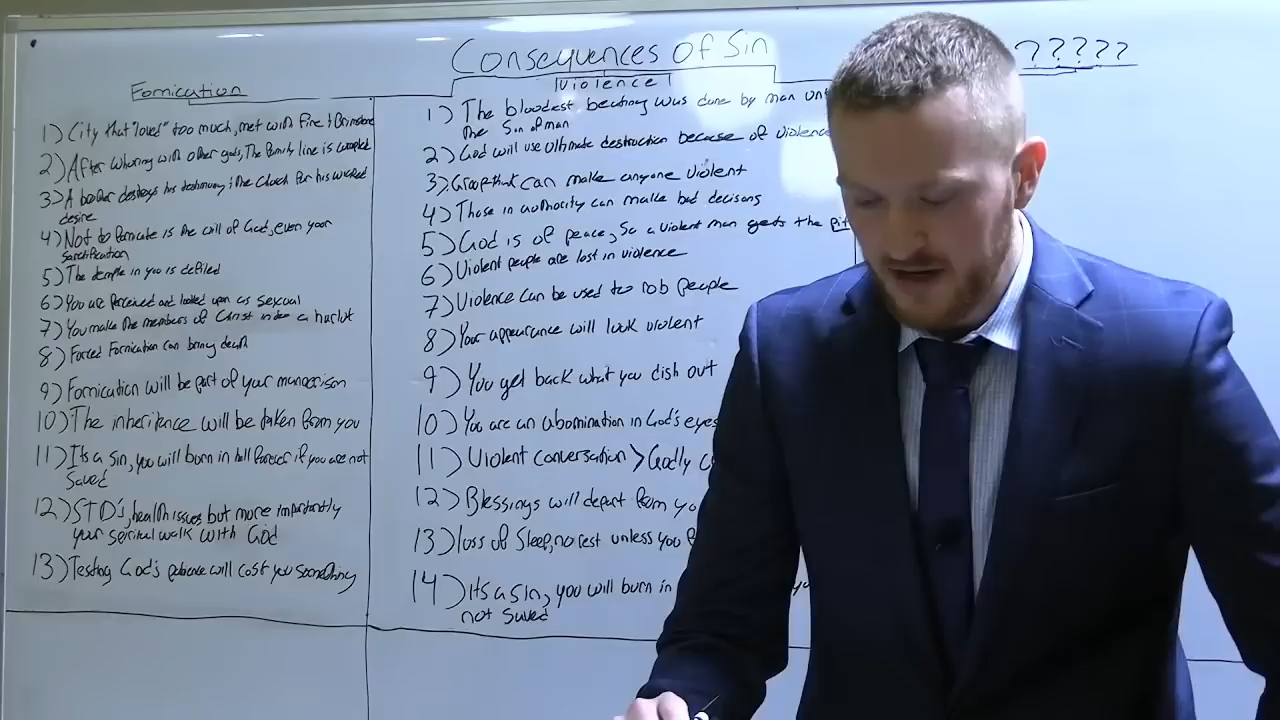 Consequences of Sin
?????
Fornication
1) City that "loved" too much, met with Fire & Brimstone
2) After whoring with other gods, The family line is corrupted
3) A brother destroys his testimony & the Church for his wicked
desire
4) Not to fornicate is the will of God, even your
Sanctification
5) The temple in you is defiled
6) You are perceived and looked upon as sexual
7) You make the members of Christ into a harlot
8) Forced Fornication can bring death
9) Fornication will be part of your
10) The inheritance will be taken from you
11) Its a sin, you will burn in hell forever if you are not
Saved
12) STD's, health issues but more importantly
your spiritual walk with God
13) Testing God's patience will cost you something
Violence
1) The bloodest beating was done by man
the Son of man
2) God will use ultimate destruction because of violence
3) Group that can make anyone violent
4) Those in authority can make bad decisons
5) God is of peace, So a violent man gets the Pit
6) Violent people are lost in violence
7) Violence can be used to rob people
8) Your appearance will look violent
9) You get back what you dish out
10) You are an abomination in God's eyes
11) Violent conversation > Godly
12) Blessings will depart from
13) loss of Sleep, no rest unless you
14) Its a sin, you will burn in
not Saved